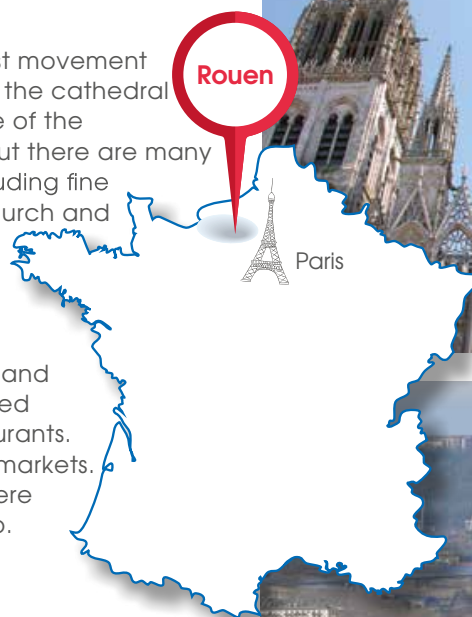 st movement
the cathedral
e of the
ut there are many
uding fine
urch and
and
ed
urants.
markets.
ere
o.
Rouen
Paris